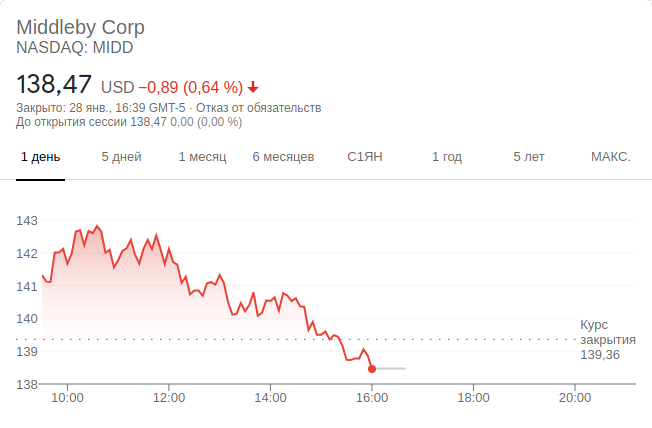 Middleby Corp
NASDAQ: MIDD
138,47 USD −0,89 (0,64 %)
Закрыто: 28 янв., 16:39 GMT-5 · Отказ от обязательств
До открытия сессии 138,47 0,00 (0,00 %)
1 день 5 дней 1 месяц 6 месяцев С1ЯН 1 год 5 лет МАКС.
143
142
141
140
139
138
Курс
закрытия
139,36
10:00 12:00 14:00 16:00 18:00 20:00